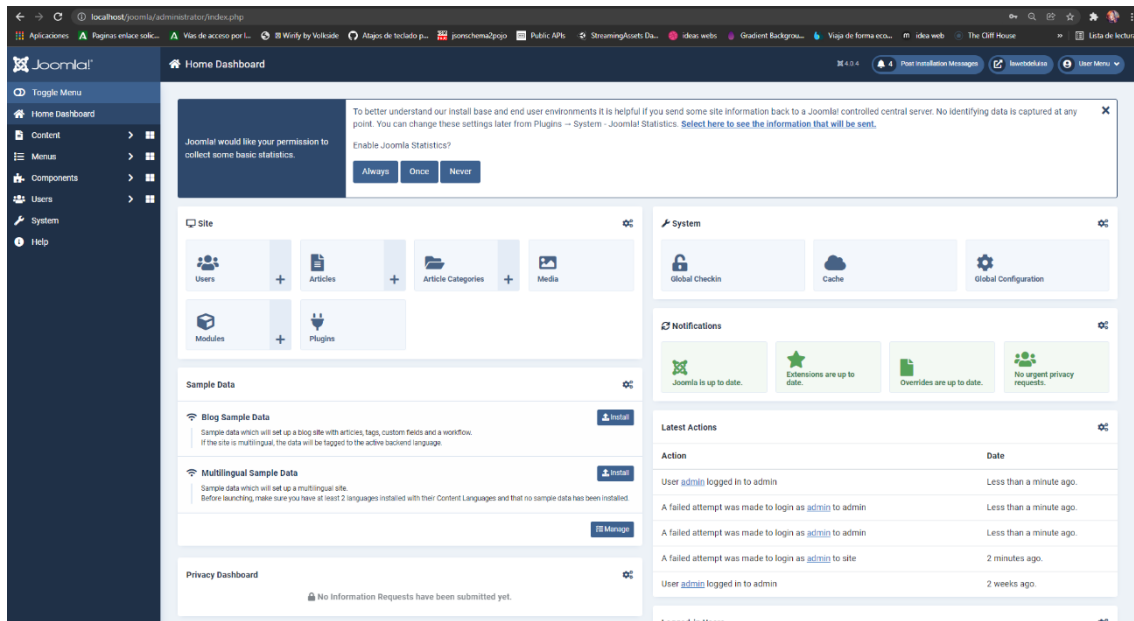 localhost/joomla/administrator/index.php
Aplicaciones
Paginas enlace solic...
Vías de acceso por l...
Wirify by Volkside
Atajos de teclado p...
jsonschema2pojo
Public APIs
StreamingAssets Da...
ideas webs
Gradient Backgrou...
Viaja de forma eco...
idea web
The Cliff House
»
Lista de lectura
Joomla!
Home Dashboard
4.0.4
4 Post Installation Messages
lawebdeluisa
User Menu
Toggle Menu
Home Dashboard
Content
Menus
Components
Users
System
Help
Joomla! would like your permission to
collect some basic statistics.
To better understand our install base and end user environments it is helpful if you send some site information back to a Joomla! controlled central server. No identifying data is captured at any
point. You can change these settings later from Plugins → System - Joomla! Statistics. Select here to see the information that will be sent.
Enable Joomla Statistics?
Always
Once
Never
Site
Users
Articles
Article Categories
Media
Modules
Plugins
System
Global Checkin
Cache
Global Configuration
Notifications
Joomla is up to date.
Extensions are up to
date.
Overrides are up to date.
No urgent privacy
requests.
Sample Data
Blog Sample Data
Install
Sample data which will set up a blog site with articles, tags, custom fields and a workflow.
If the site is multilingual, the data will be tagged to the active backend language.
Multilingual Sample Data
Install
Sample data which will set up a multilingual site.
Before launching, make sure you have at least 2 languages installed with their Content Languages and that no sample data has been installed.
Manage
Privacy Dashboard
No Information Requests have been submitted yet.
Latest Actions
Action Date
User admin logged in to admin Less than a minute ago.
A failed attempt was made to login as admin to admin Less than a minute ago.
A failed attempt was made to login as admin to admin Less than a minute ago.
A failed attempt was made to login as admin to site 2 minutes ago.
User admin logged in to admin 2 weeks ago.